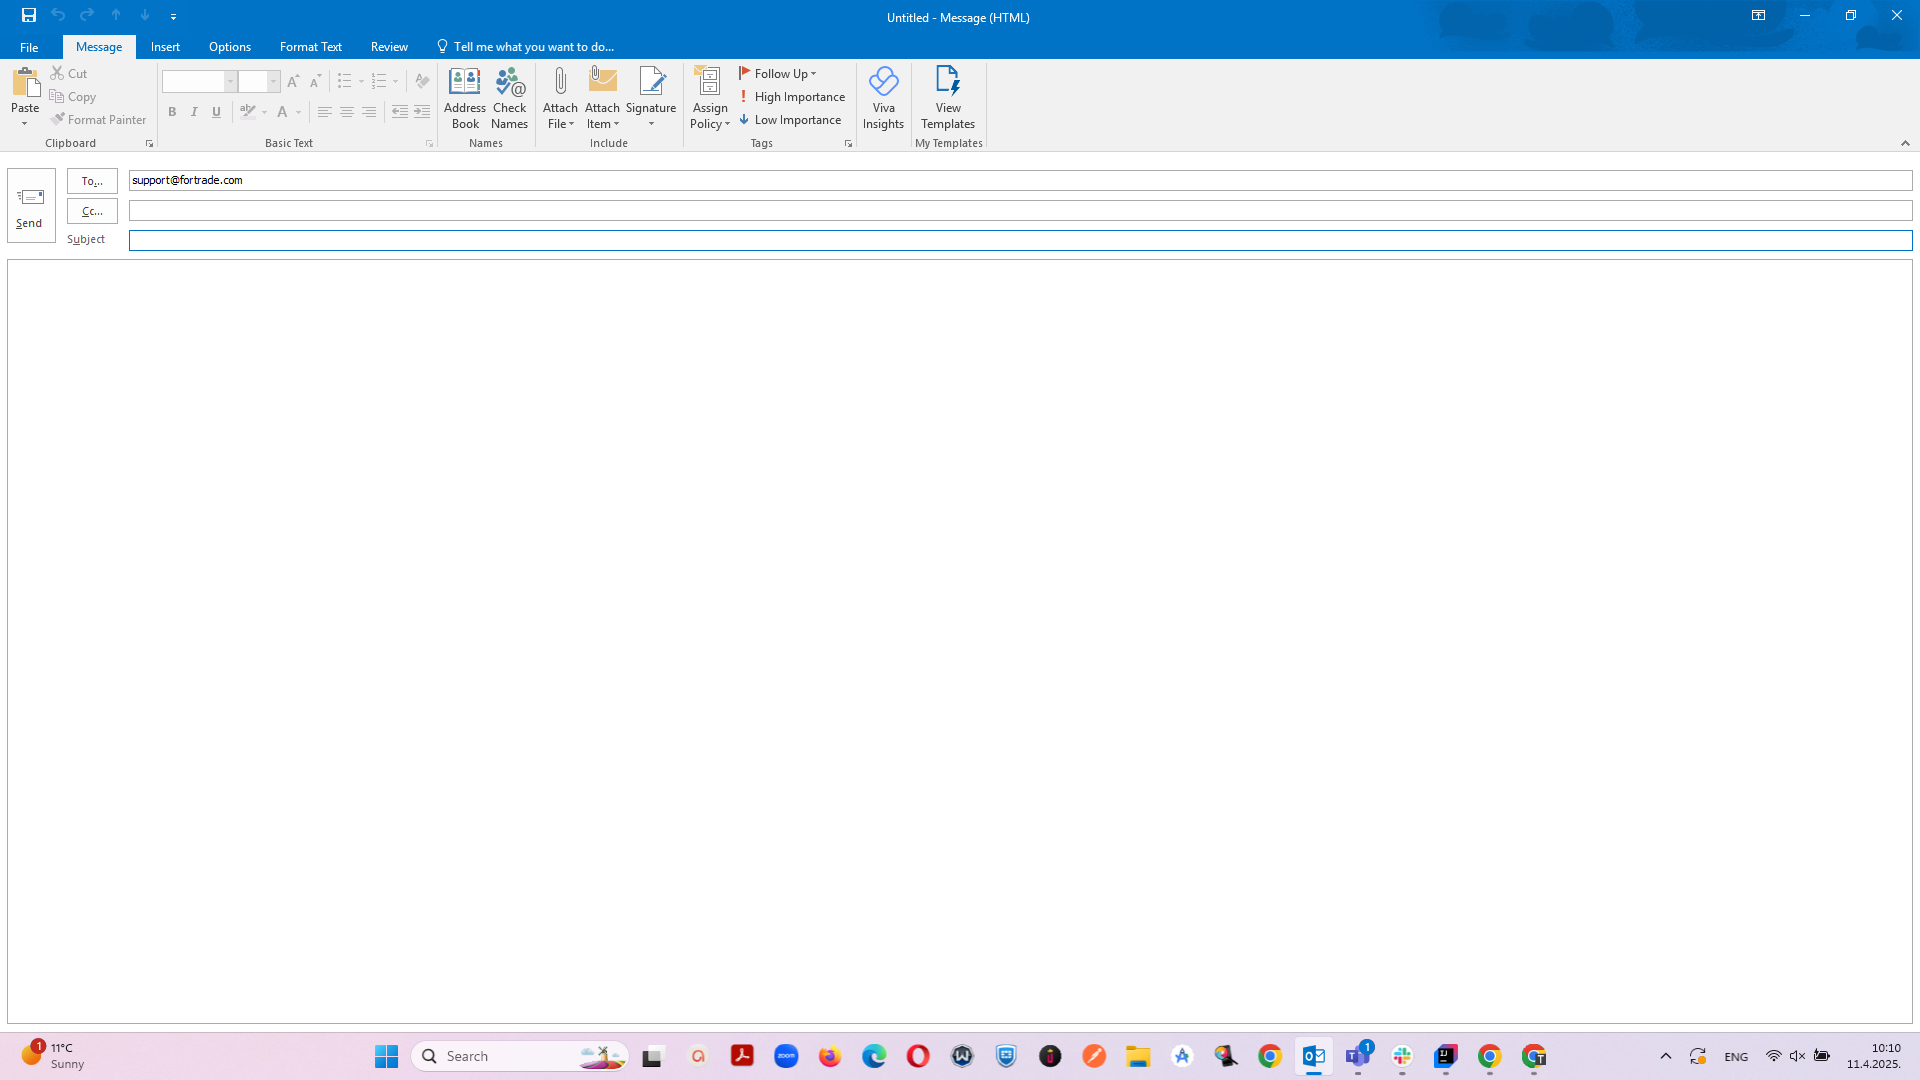 Untitled - Message (HTML)
File Message Insert Options Format Text Review Tell me what you want to do...
Paste
Cut
Copy
Format Painter
Clipboard
B I U
Basic Text
Address Book
Check Names
Names
Attach File
Attach Item
Signature
Include
Assign Policy
Follow Up
High Importance
Low Importance
Tags
Viva Insights
View Templates
My Templates
Send
To...
support@fortrade.com
Cc...
Subject
1
11°C
Sunny
Search
zoom
1
ENG
10:10
11.4.2025.